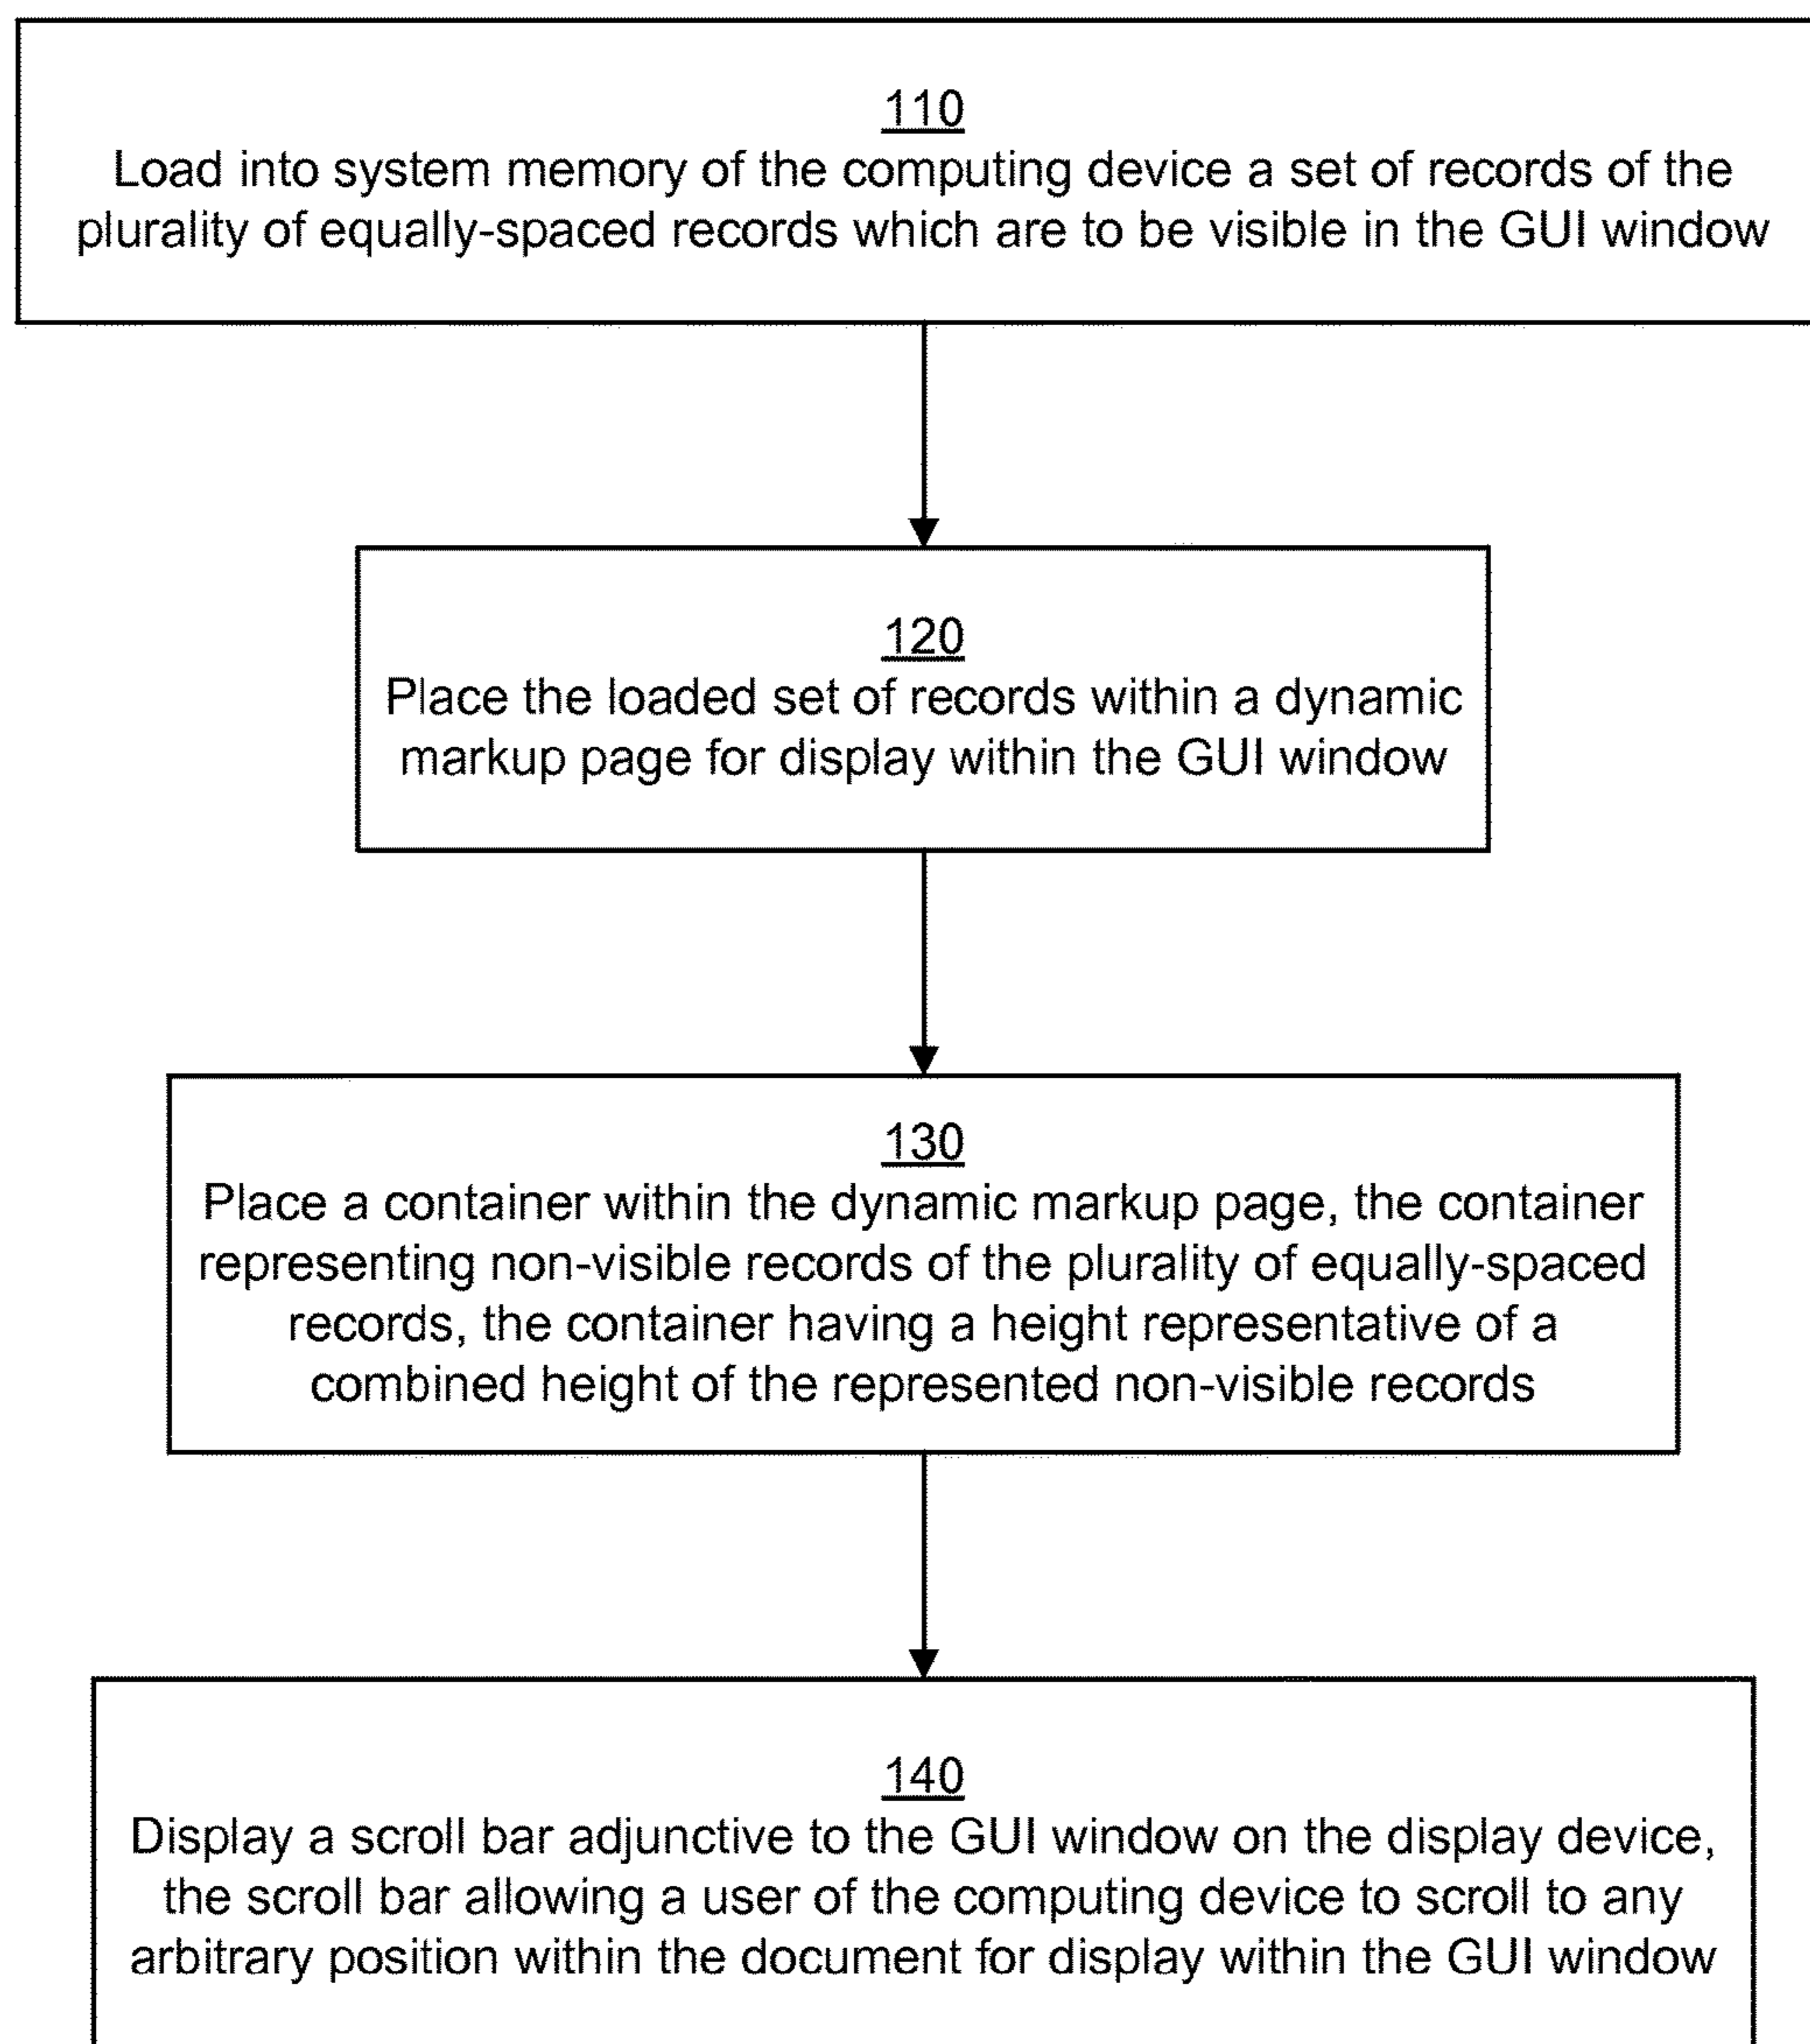 110
Load into system memory of the computing device a set of records of the
plurality of equally-spaced records which are to be visible in the GUI window
120
Place the loaded set of records within a dynamic
markup page for display within the GUI window
130
Place a container within the dynamic markup page, the container
representing non-visible records of the plurality of equally-spaced
records, the container having a height representative of a
combined height of the represented non-visible records
140
Display a scroll bar adjunctive to the GUI window on the display device,
the scroll bar allowing a user of the computing device to scroll to any
arbitrary position within the document for display within the GUI window